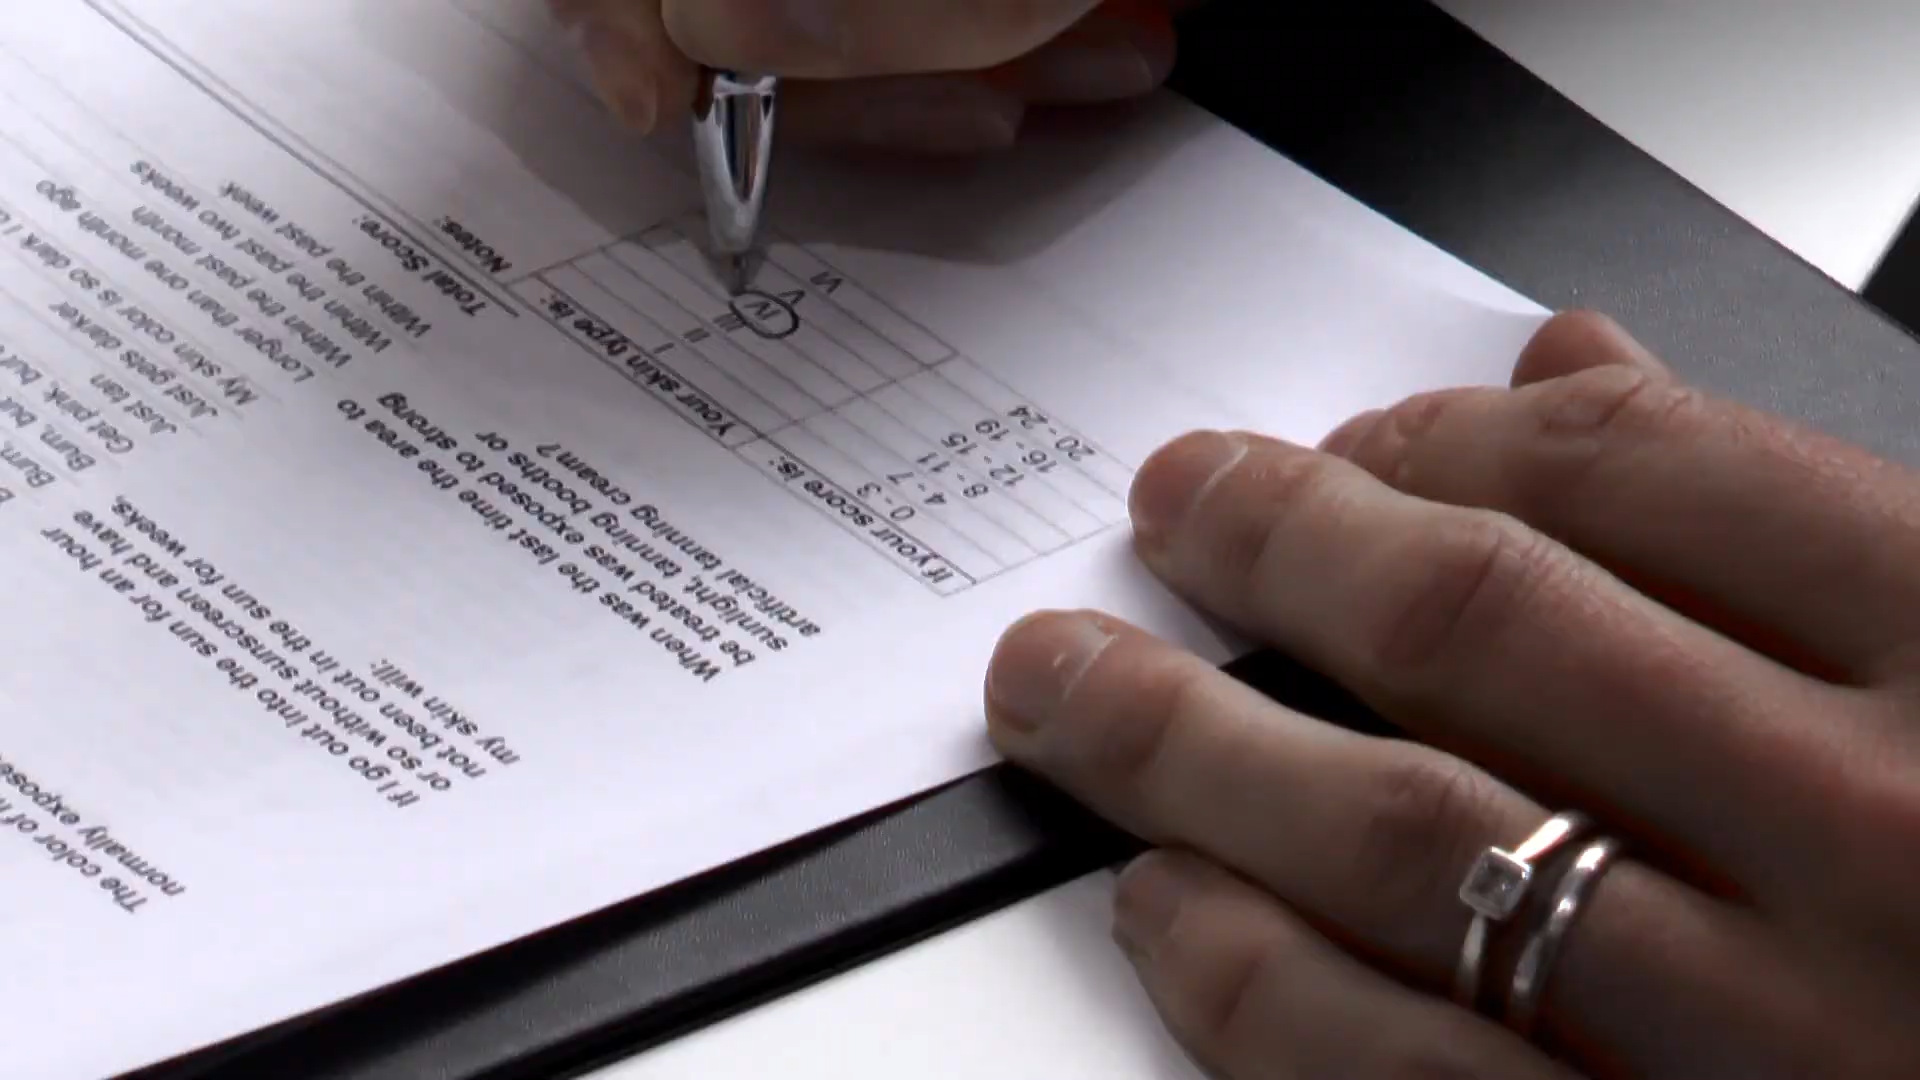 The color of
normally
If I go out into the sun for an hour
or so without sunscreen and have
not been out in the sun for weeks,
my skin will:
Burn,
Burn, but
Get pink, but
Just tan
Just gets darker
My skin color is so dark I
When was the last time the area to
be treated was exposed to strong
sunlight, tanning booths or
artificial tanning cream?
Longer than one month ago
Within the past month
Within the past two weeks
Within the past week
Total Score:
Notes:
If your score is: Your skin type is:
0 - 3 I
4 - 7 II
8 - 11 III
12 - 15 IV
16 - 19 V
20 - 24 VI